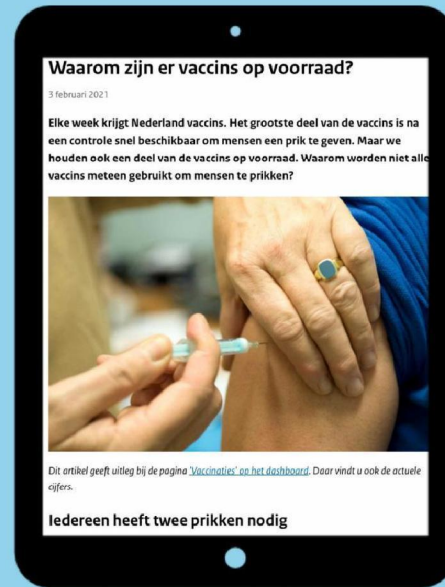 Waarom zijn er vaccins op voorraad?
3 februari 2021
Elke week krijgt Nederland vaccins. Het grootste deel van de vaccins is na
een controle snel beschikbaar om mensen een prik te geven. Maar we
houden ook een deel van de vaccins op voorraad. Waarom worden niet alle
vaccins meteen gebruikt om mensen te prikken?
Dit artikel geeft uitleg bij de pagina 'Vaccinaties' op het dashboard. Daar vindt u ook de actuele
cijfers.
Iedereen heeft twee prikken nodig